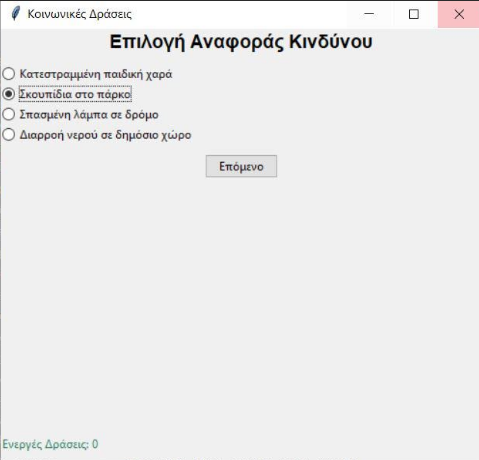 Κοινωνικές Δράσεις
Επιλογή Αναφοράς Κινδύνου
Κατεστραμμένη παιδική χαρά
Σκουπίδια στο πάρκο
Σπασμένη λάμπα σε δρόμο
Διαρροή νερού σε δημόσιο χώρο
Επόμενο
Ενεργές Δράσεις: 0